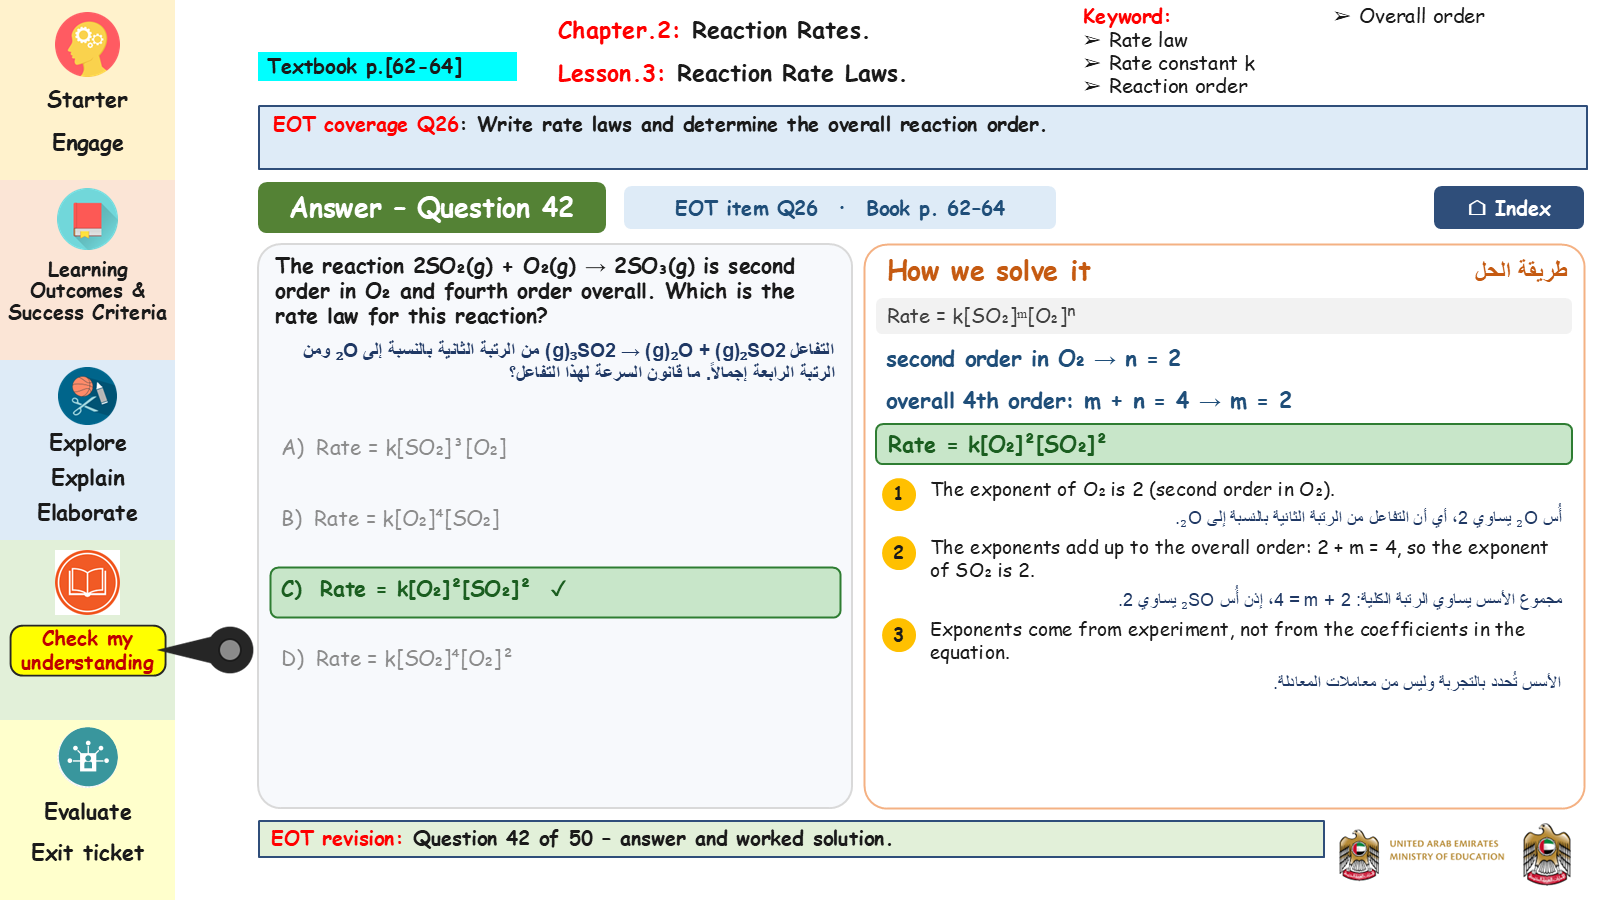 Starter
Engage
Learning
Outcomes &
Success Criteria
Explore
Explain
Elaborate
Check my
understanding
Evaluate
Exit ticket
Textbook p.[62-64]
Chapter.2: Reaction Rates.
Lesson.3: Reaction Rate Laws.
Keyword:
➢ Rate law
➢ Rate constant k
➢ Reaction order
➢ Overall order
EOT coverage Q26: Write rate laws and determine the overall reaction order.
Answer – Question 42
EOT item Q26 · Book p. 62–64
Index
The reaction 2SO₂(g) + O₂(g) → 2SO₃(g) is second
order in O₂ and fourth order overall. Which is the
rate law for this reaction?
التفاعل 2SO₂(g) + O₂(g) → 2SO₃(g) من الرتبة الثانية بالنسبة إلى O₂ ومن
الرتبة الرابعة إجمالاً. ما قانون السرعة لهذا التفاعل؟
A) Rate = k[SO₂]³[O₂]
B) Rate = k[O₂]⁴[SO₂]
C) Rate = k[O₂]²[SO₂]² ✓
D) Rate = k[SO₂]⁴[O₂]²
How we solve it
طريقة الحل
Rate = k[SO₂]ᵐ[O₂]ⁿ
second order in O₂ → n = 2
overall 4th order: m + n = 4 → m = 2
Rate = k[O₂]²[SO₂]²
1 The exponent of O₂ is 2 (second order in O₂).
أُس O₂ يساوي 2، أي أن التفاعل من الرتبة الثانية بالنسبة إلى O₂.
2 The exponents add up to the overall order: 2 + m = 4, so the exponent
of SO₂ is 2.
مجموع الأسس يساوي الرتبة الكلية: 2 + m = 4، إذن أُس SO₂ يساوي 2.
3 Exponents come from experiment, not from the coefficients in the
equation.
الأسس تُحدد بالتجربة وليس من معاملات المعادلة.
EOT revision: Question 42 of 50 – answer and worked solution.
UNITED ARAB EMIRATES
MINISTRY OF EDUCATION